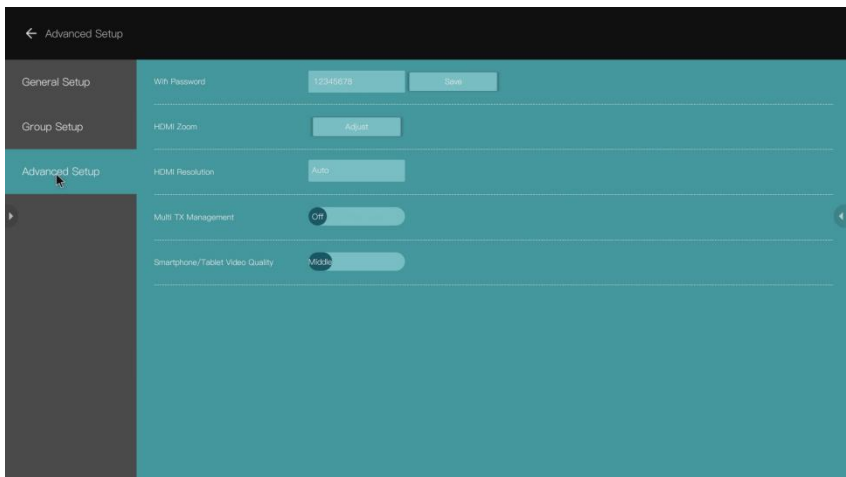 Advanced Setup
General Setup
Wifi Password 12345678 Save
Group Setup
HDMI Zoom Adjust
Advanced Setup
HDMI Resolution Auto
Multi TX Management Off
Smartphone/Tablet Video Quality Middle